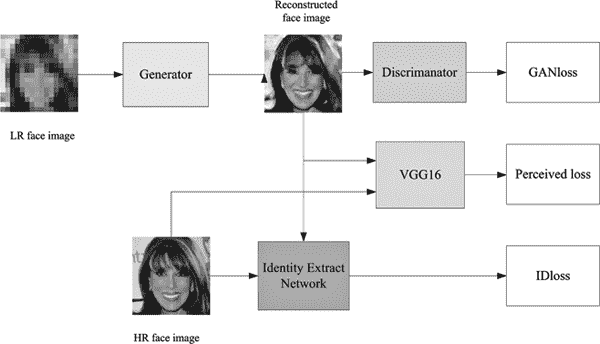 Reconstructed
face image
Generator
Discrimanator
GANloss
LR face image
VGG16
Perceived loss
Identity Extract
Network
IDloss
HR face image